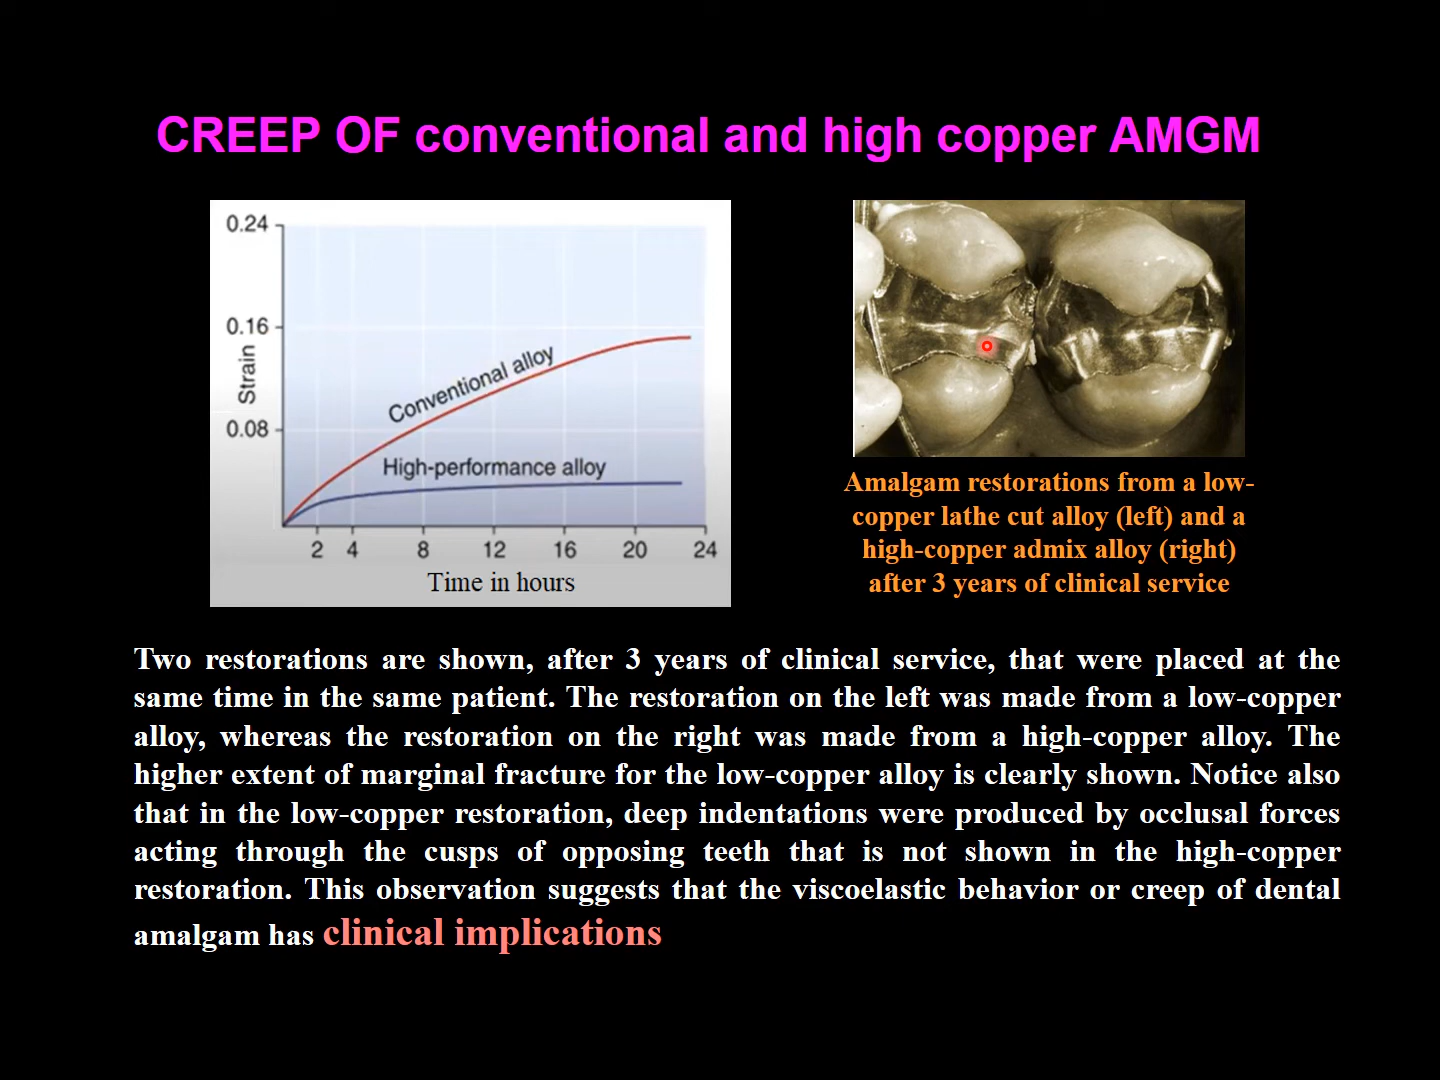 CREEP OF conventional and high copper AMGM
0.24
0.16
0.08
Strain
Conventional alloy
High-performance alloy
2 4 8 12 16 20 24
Time in hours
Amalgam restorations from a low-
copper lathe cut alloy (left) and a
high-copper admix alloy (right)
after 3 years of clinical service
Two restorations are shown, after 3 years of clinical service, that were placed at the
same time in the same patient. The restoration on the left was made from a low-copper
alloy, whereas the restoration on the right was made from a high-copper alloy. The
higher extent of marginal fracture for the low-copper alloy is clearly shown. Notice also
that in the low-copper restoration, deep indentations were produced by occlusal forces
acting through the cusps of opposing teeth that is not shown in the high-copper
restoration. This observation suggests that the viscoelastic behavior or creep of dental
amalgam has clinical implications